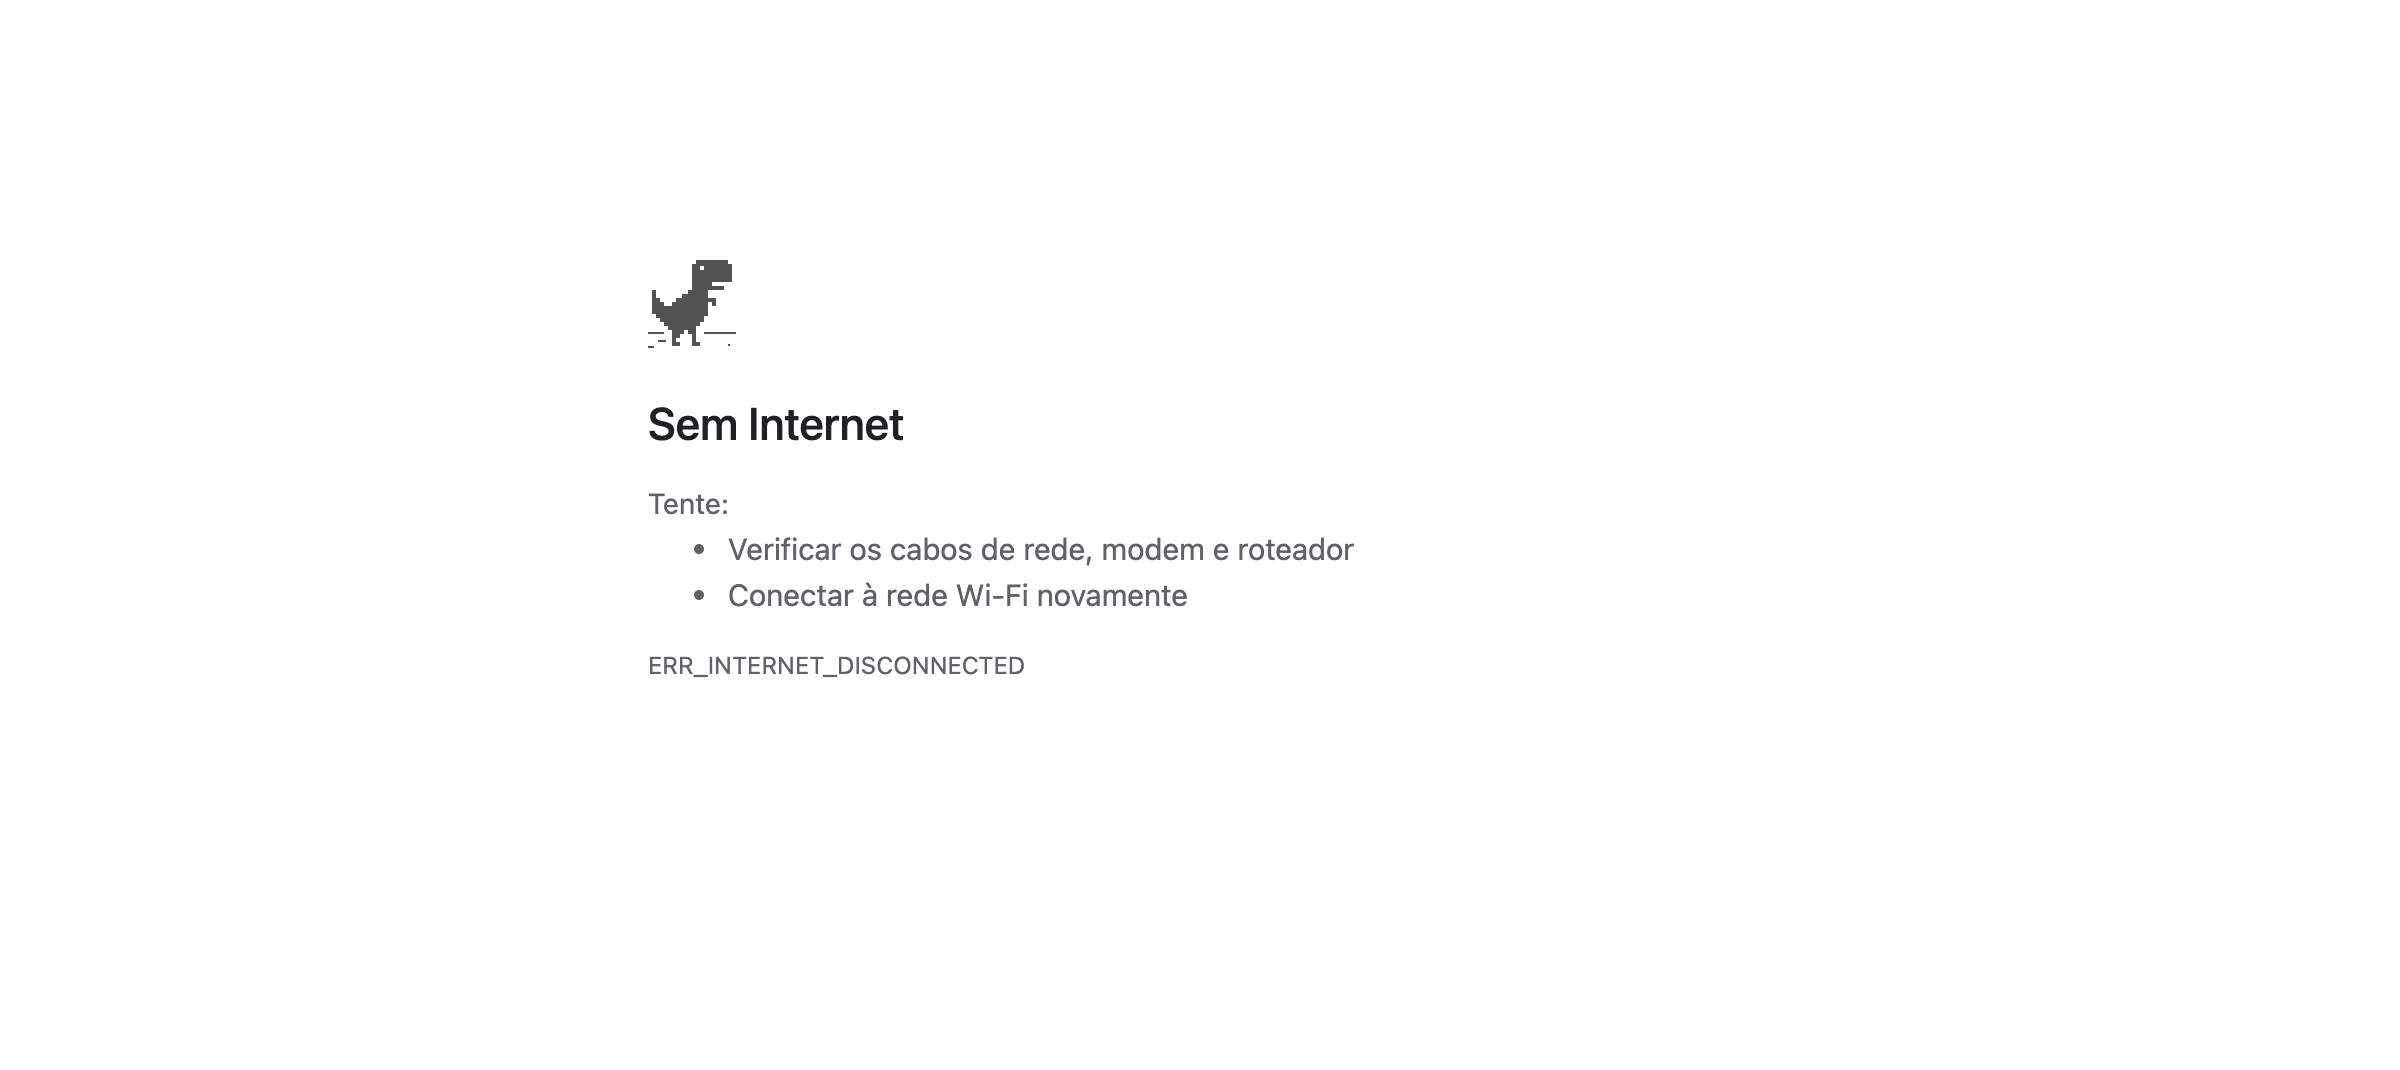 Sem Internet
Tente:
• Verificar os cabos de rede, modem e roteador
• Conectar à rede Wi-Fi novamente
ERR_INTERNET_DISCONNECTED